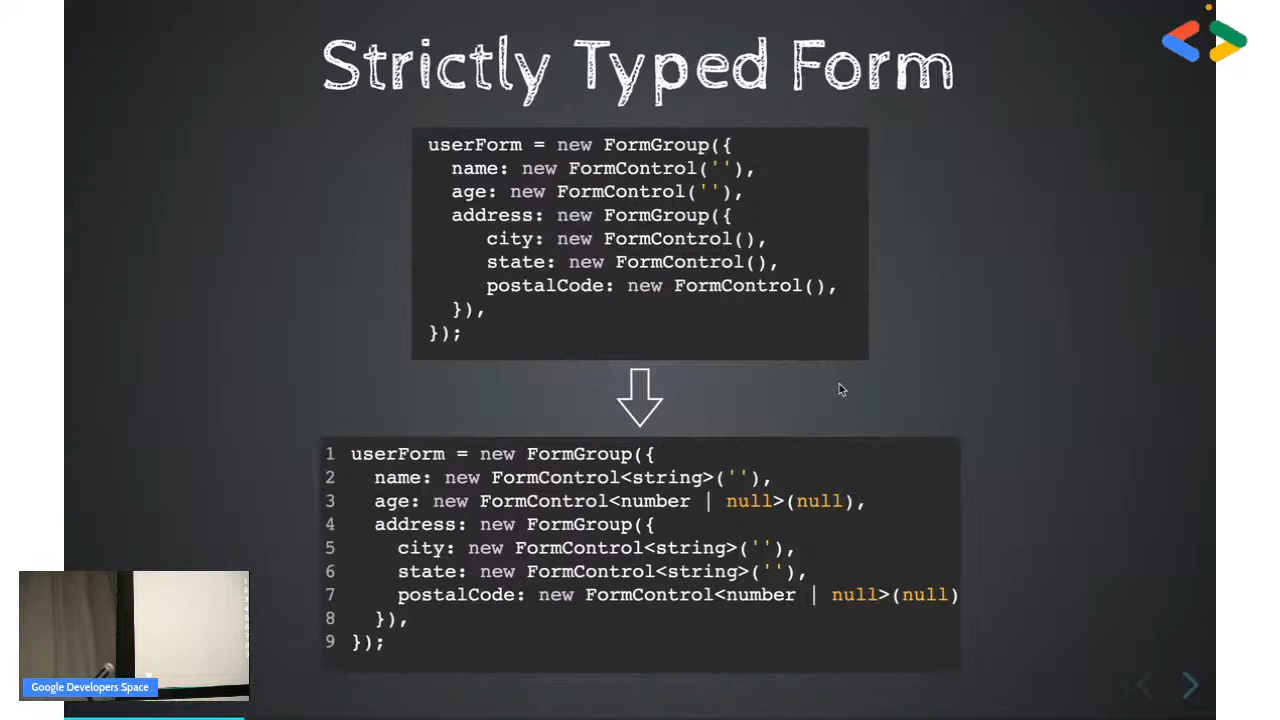 Strictly Typed Form
userForm = new FormGroup({
name: new FormControl(''),
age: new FormControl(''),
address: new FormGroup({
city: new FormControl(),
state: new FormControl(),
postalCode: new FormControl(),
}),
});
1 userForm = new FormGroup({
2 name: new FormControl<string>(''),
3 age: new FormControl<number | null>(null),
4 address: new FormGroup({
5 city: new FormControl<string>(''),
6 state: new FormControl<string>(''),
7 postalCode: new FormControl<number | null>(null)
8 }),
9 });
Google Developers Space